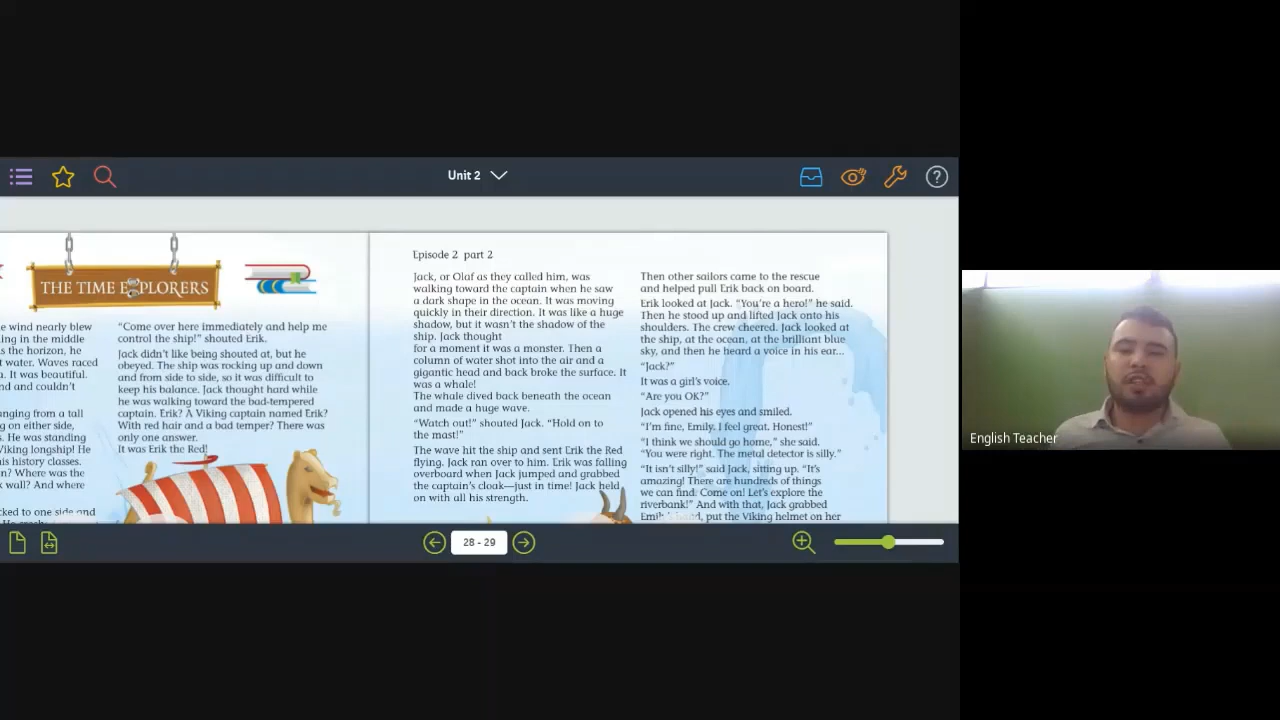 Unit 2
THE TIME EXPLORERS
e wind nearly blew
ing in the middle
s the horizon, he
t water. Waves raced
. It was beautiful.
nd and couldn't
anging from a tall
g on either side,
s. He was standing
Viking longship! He
is history classes.
n? Where was the
k wall? And where
cked to one side and
"Come over here immediately and help me
control the ship!" shouted Erik.
Jack didn't like being shouted at, but he
obeyed. The ship was rocking up and down
and from side to side, so it was difficult to
keep his balance. Jack thought hard while
he was walking toward the bad-tempered
captain. Erik? A Viking captain named Erik?
With red hair and a bad temper? There was
only one answer.
It was Erik the Red!
Episode 2 part 2
Jack, or Olaf as they called him, was
walking toward the captain when he saw
a dark shape in the ocean. It was moving
quickly in their direction. It was like a huge
shadow, but it wasn't the shadow of the
ship. Jack thought
for a moment it was a monster. Then a
column of water shot into the air and a
gigantic head and back broke the surface. It
was a whale!
The whale dived back beneath the ocean
and made a huge wave.
"Watch out!" shouted Jack. "Hold on to
the mast!"
The wave hit the ship and sent Erik the Red
flying. Jack ran over to him. Erik was falling
overboard when Jack jumped and grabbed
the captain's cloak—just in time! Jack held
on with all his strength.
Then other sailors came to the rescue
and helped pull Erik back on board.
Erik looked at Jack. "You're a hero!" he said.
Then he stood up and lifted Jack onto his
shoulders. The crew cheered. Jack looked at
the ship, at the ocean, at the brilliant blue
sky, and then he heard a voice in his ear...
"Jack?"
It was a girl's voice.
"Are you OK?"
Jack opened his eyes and smiled.
"I'm fine, Emily. I feel great. Honest!"
"I think we should go home," she said.
"You were right. The metal detector is silly."
"It isn't silly!" said Jack, sitting up. "It's
amazing! There are hundreds of things
we can find. Come on! Let's explore the
riverbank!" And with that, Jack grabbed
put the Viking helmet on her
28 - 29
English Teacher